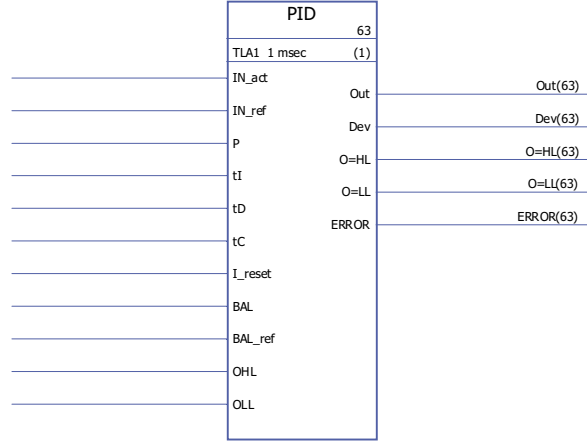 PID
63
TLA1 1 msec (1)
IN_act
Out Out(63)
IN_ref
Dev Dev(63)
P
O=HL O=HL(63)
tI
O=LL O=LL(63)
tD
ERROR ERROR(63)
tC
I_reset
BAL
BAL_ref
OHL
OLL